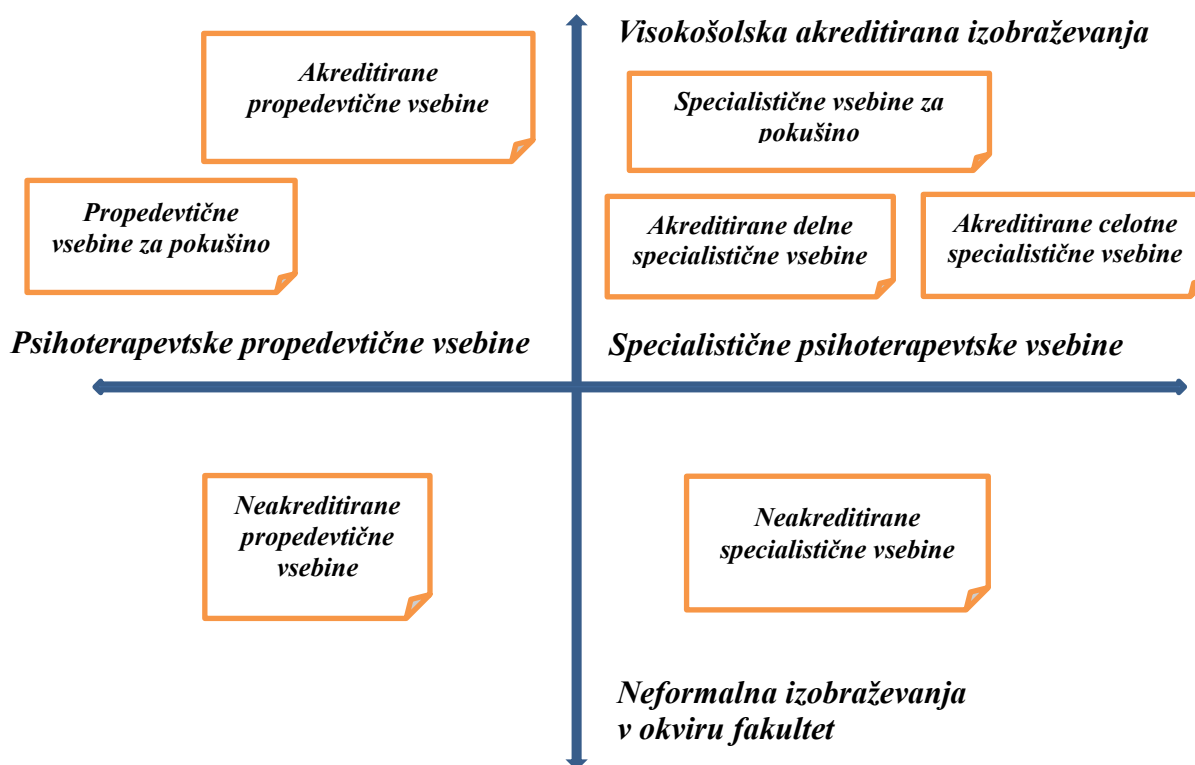 Visokošolska akreditirana izobraževanja
Akreditirane
propedevtične vsebine
Specialistične vsebine za
pokušino
Propedevtične
vsebine za pokušino
Akreditirane delne
specialistične vsebine
Akreditirane celotne
specialistične vsebine
Psihoterapevtske propedevtične vsebine
Specialistične psihoterapevtske vsebine
Neakreditirane
propedevtične
vsebine
Neakreditirane
specialistične vsebine
Neformalna izobraževanja
v okviru fakultet